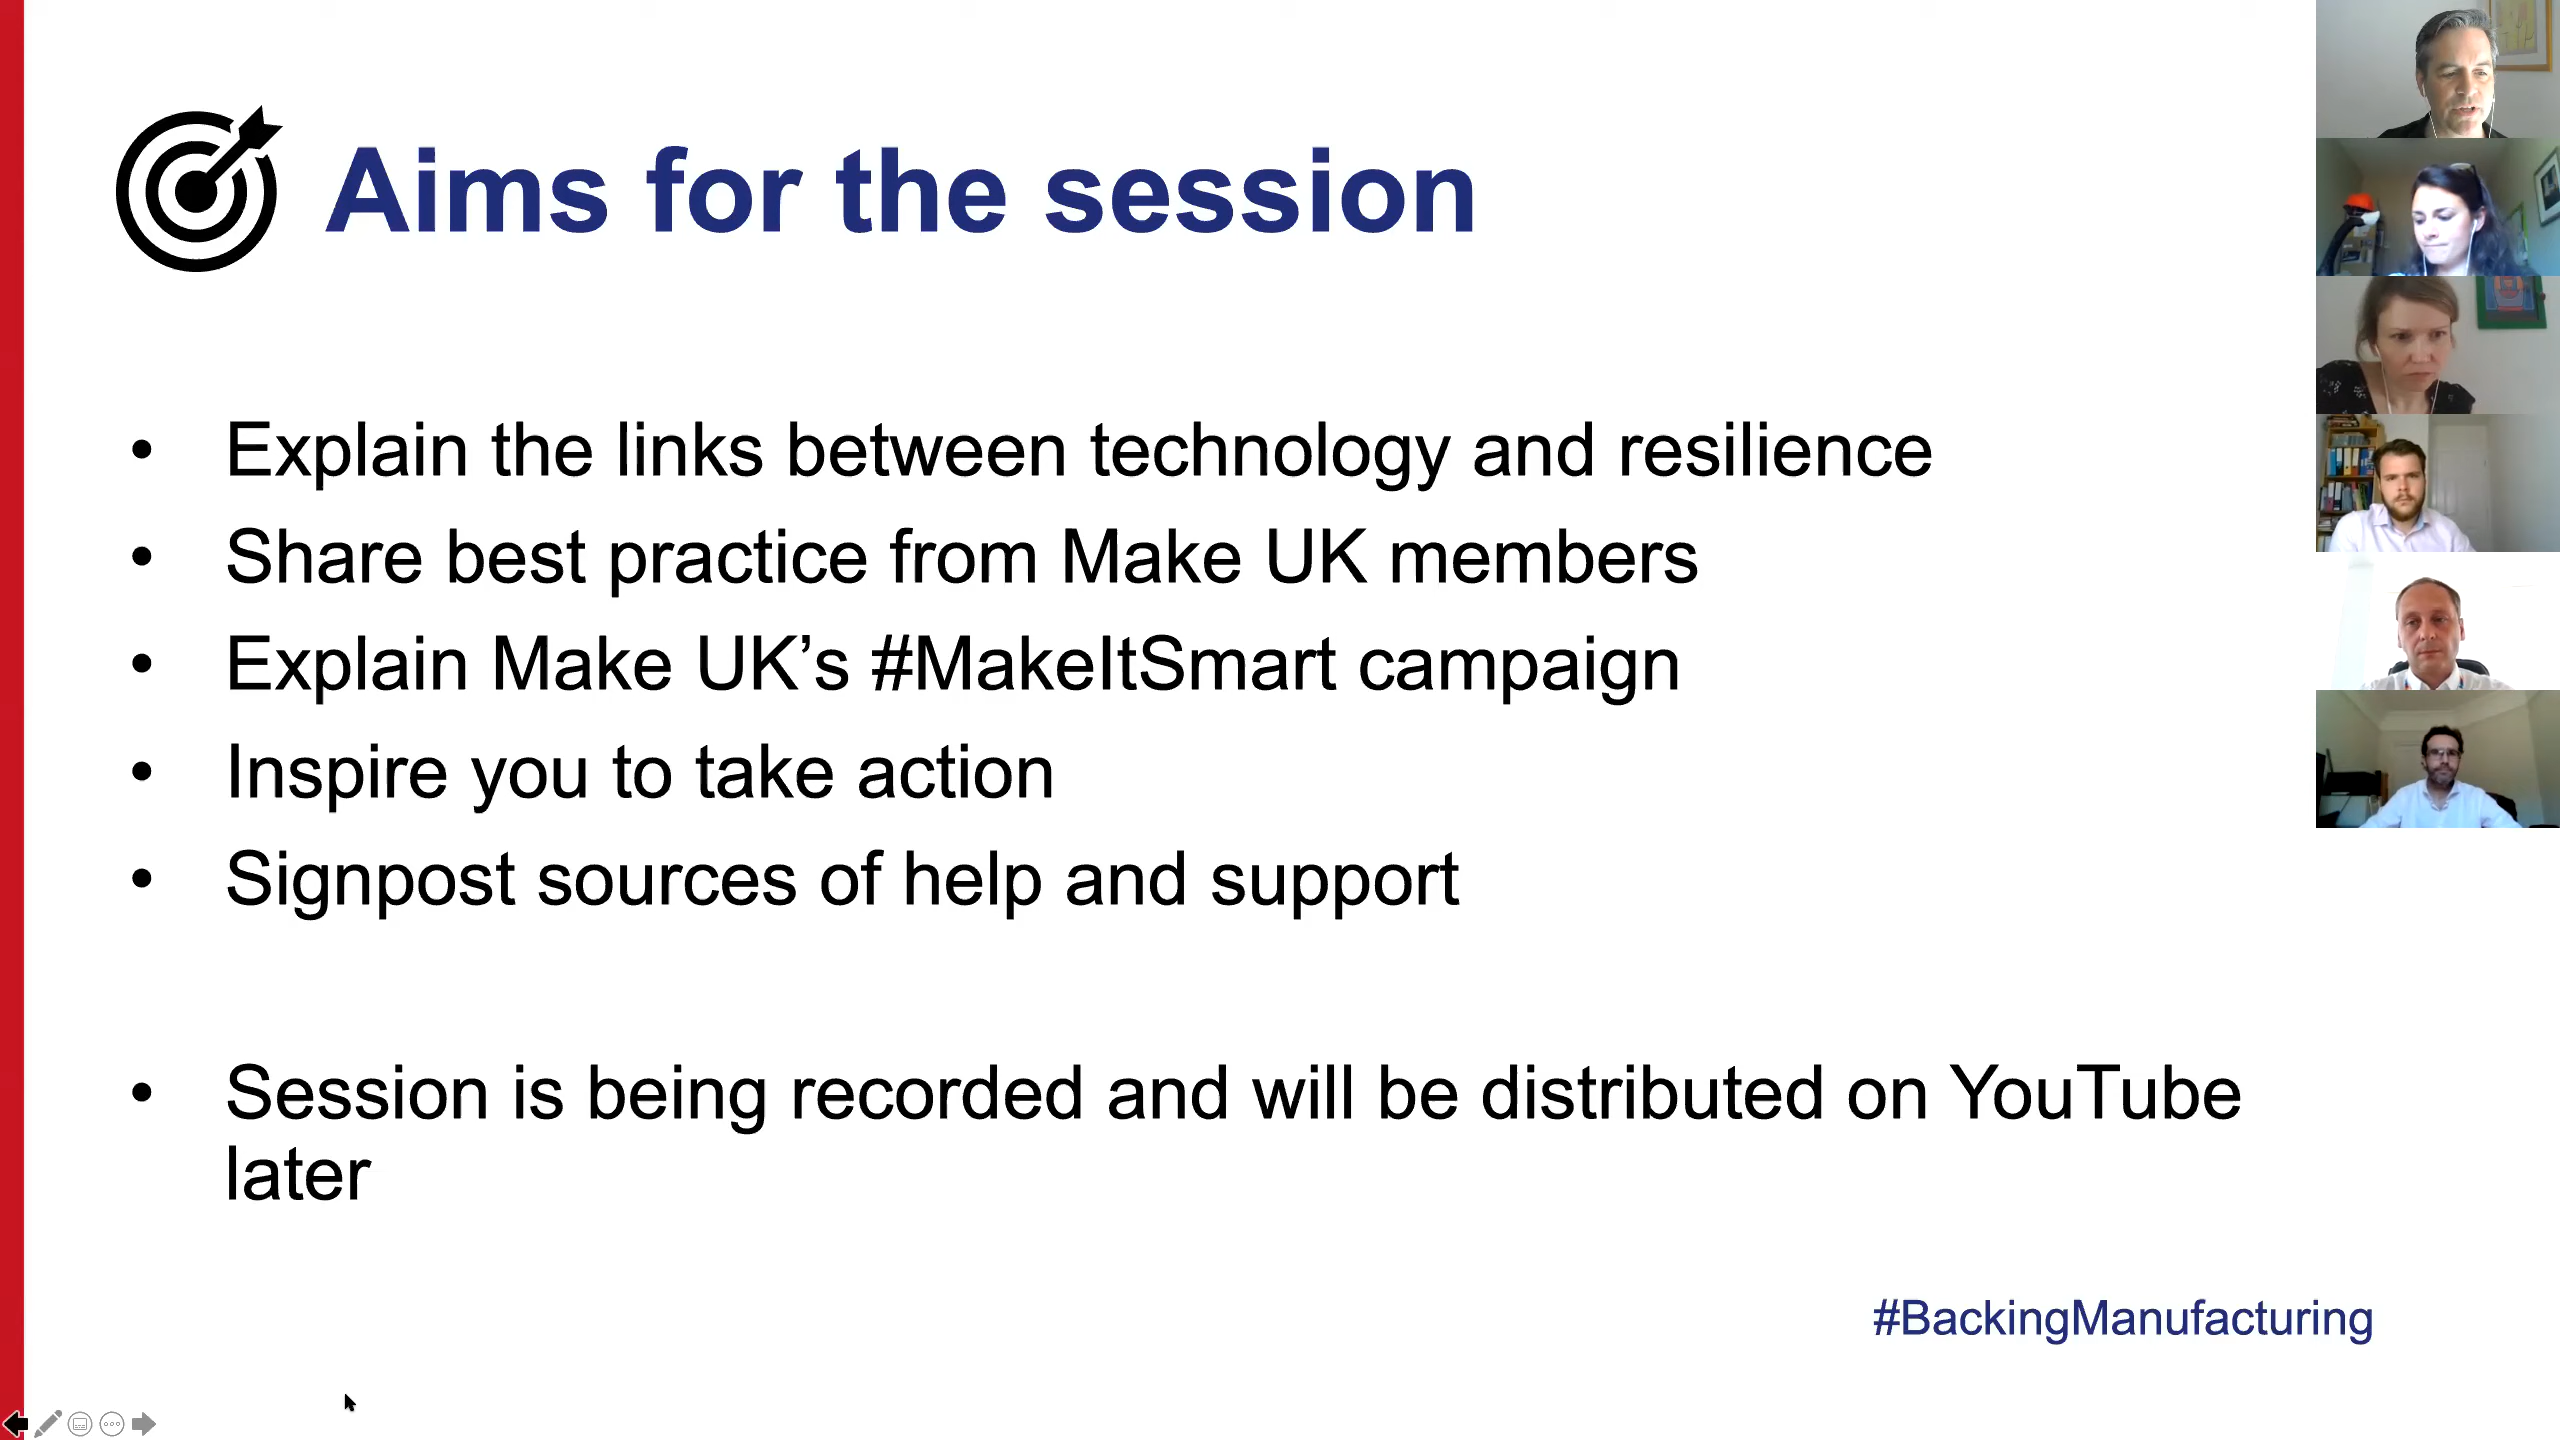 Aims for the session
• Explain the links between technology and resilience
• Share best practice from Make UK members
• Explain Make UK’s #MakeItSmart campaign
• Inspire you to take action
• Signpost sources of help and support
• Session is being recorded and will be distributed on YouTube
later
#BackingManufacturing